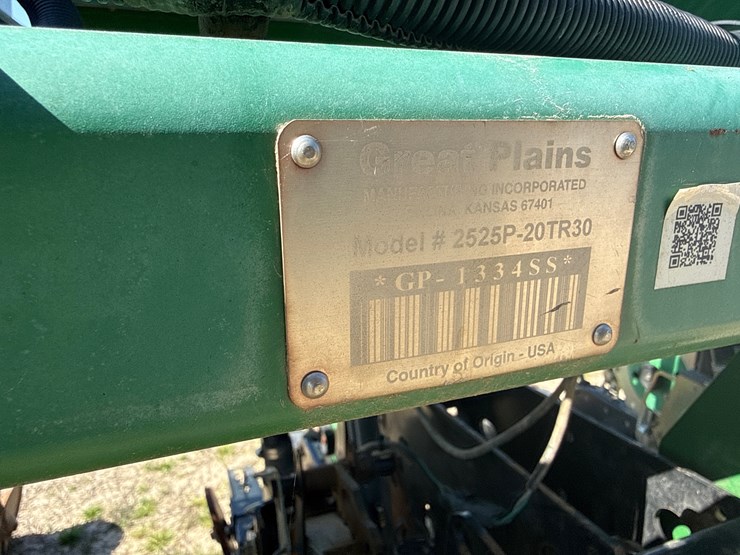 Great Plains
MANUFACTURING INCORPORATED
KANSAS 67401
Model # 2525P-20TR30
*GP-1334SS*
Country of Origin - USA